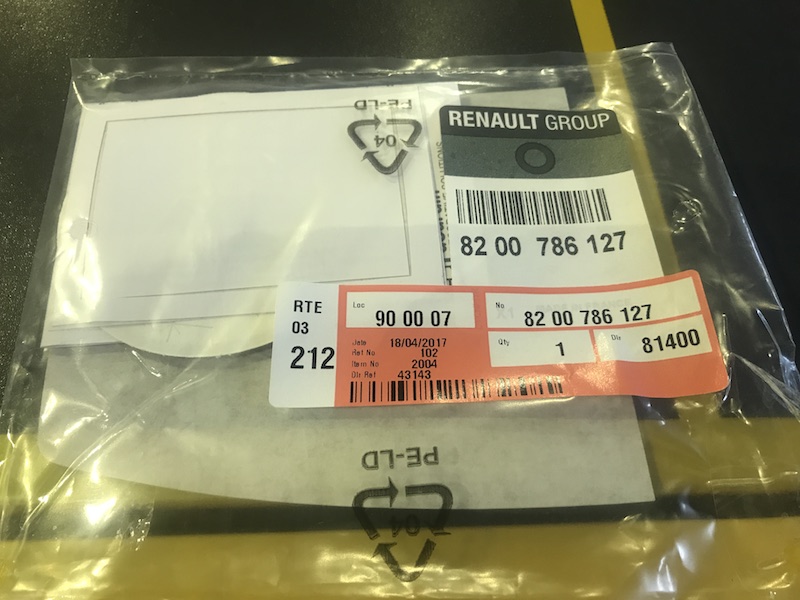 PE-LD
04
RENAULT GROUP
82 00 786 127
RTE
03
212
Loc
90 00 07
No
82 00 786 127
Date 18/04/2017
Ref No 102
Item No 2004
Dlr Ref 43143
Qty
1
Dlr
81400
PE-LD
04